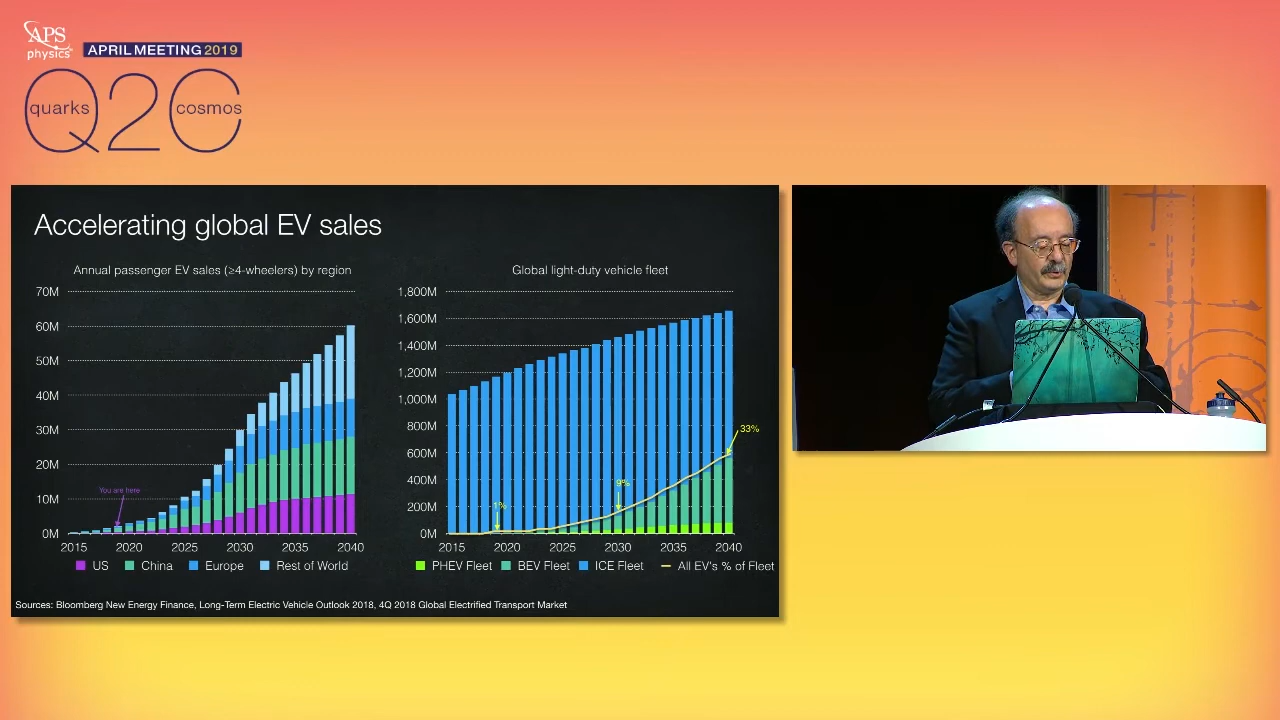 APS
physics
APRIL MEETING 2019
Q2C
quarks
cosmos
Accelerating global EV sales
Annual passenger EV sales (≥4-wheelers) by region
70M
60M
50M
40M
30M
20M
10M
0M
You are here
2015 2020 2025 2030 2035 2040
US China Europe Rest of World
Global light-duty vehicle fleet
1,800M
1,600M
1,400M
1,200M
1,000M
800M
600M
400M
200M
0M
1%
9%
33%
2015 2020 2025 2030 2035 2040
PHEV Fleet BEV Fleet ICE Fleet All EV's % of Fleet
Sources: Bloomberg New Energy Finance, Long-Term Electric Vehicle Outlook 2018, 4Q 2018 Global Electrified Transport Market